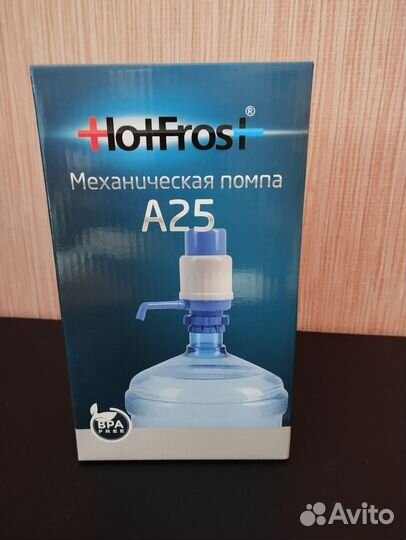 HotFrost®
Механическая помпа
A25
BPA
FREE
Avito